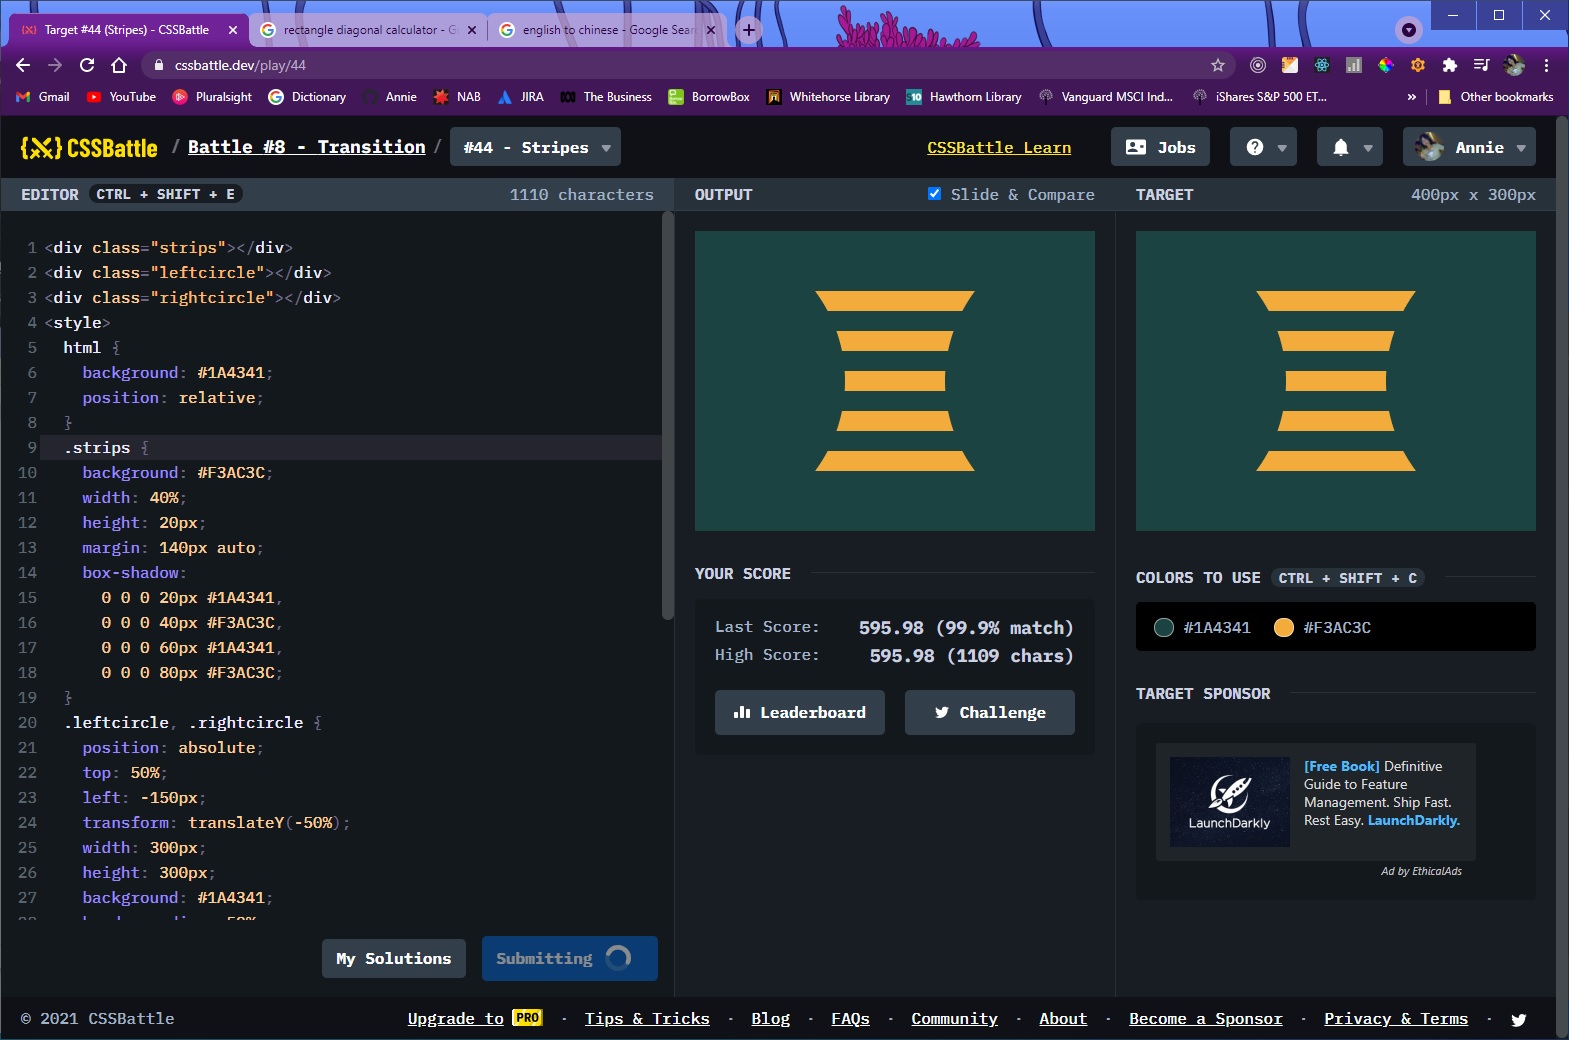 Target #44 (Stripes) - CSSBattle
rectangle diagonal calculator - G
english to chinese - Google Sear
cssbattle.dev/play/44
Gmail YouTube Pluralsight Dictionary Annie NAB JIRA The Business BorrowBox Whitehorse Library Hawthorn Library Vanguard MSCI Ind... iShares S&P 500 ET... » Other bookmarks
CSSBattle / Battle #8 - Transition / #44 - Stripes
CSSBattle Learn
Jobs
Annie
EDITOR CTRL + SHIFT + E 1110 characters
1 <div class="strips"></div>
2 <div class="leftcircle"></div>
3 <div class="rightcircle"></div>
4 <style>
5 html {
6 background: #1A4341;
7 position: relative;
8 }
9 .strips {
10 background: #F3AC3C;
11 width: 40%;
12 height: 20px;
13 margin: 140px auto;
14 box-shadow:
15 0 0 0 20px #1A4341,
16 0 0 0 40px #F3AC3C,
17 0 0 0 60px #1A4341,
18 0 0 0 80px #F3AC3C;
19 }
20 .leftcircle, .rightcircle {
21 position: absolute;
22 top: 50%;
23 left: -150px;
24 transform: translateY(-50%);
25 width: 300px;
26 height: 300px;
27 background: #1A4341;
My Solutions
Submitting
OUTPUT Slide & Compare
YOUR SCORE
Last Score: 595.98 (99.9% match)
High Score: 595.98 (1109 chars)
Leaderboard
Challenge
TARGET 400px x 300px
COLORS TO USE CTRL + SHIFT + C
#1A4341 #F3AC3C
TARGET SPONSOR
LaunchDarkly
[Free Book] Definitive
Guide to Feature
Management. Ship Fast.
Rest Easy. LaunchDarkly.
Ad by EthicalAds
© 2021 CSSBattle
Upgrade to PRO · Tips & Tricks · Blog · FAQs · Community · About · Become a Sponsor · Privacy & Terms ·